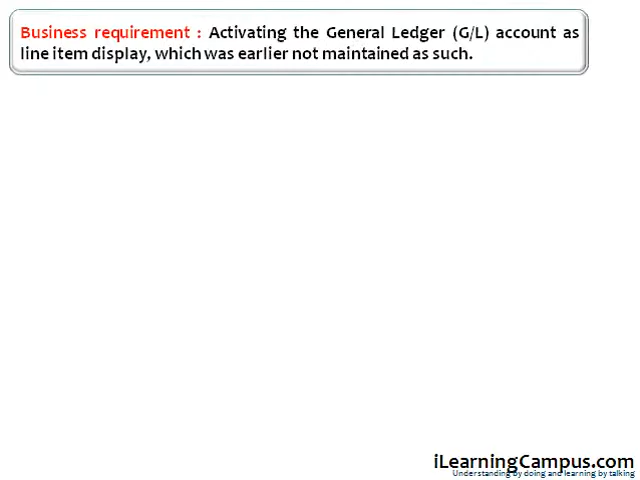 Business requirement : Activating the General Ledger (G/L) account as
line item display, which was earlier not maintained as such.
iLearningCampus.com
Understanding by doing and learning by talking